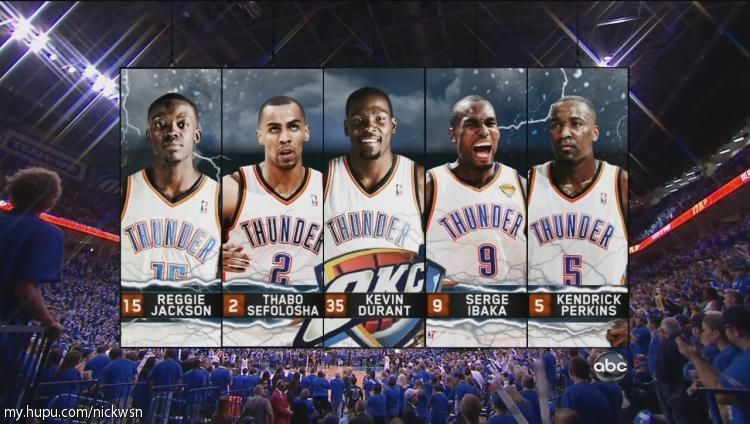 abc
THUNDER
15
THUNDER
2
THUNDER
THUNDER
9
THUNDER
5
OKC
15 REGGIE
JACKSON
2 THABO
SEFOLOSHA
35 KEVIN
DURANT
9 SERGE
IBAKA
5 KENDRICK
PERKINS
abc
my.hupu.com/nickwsn